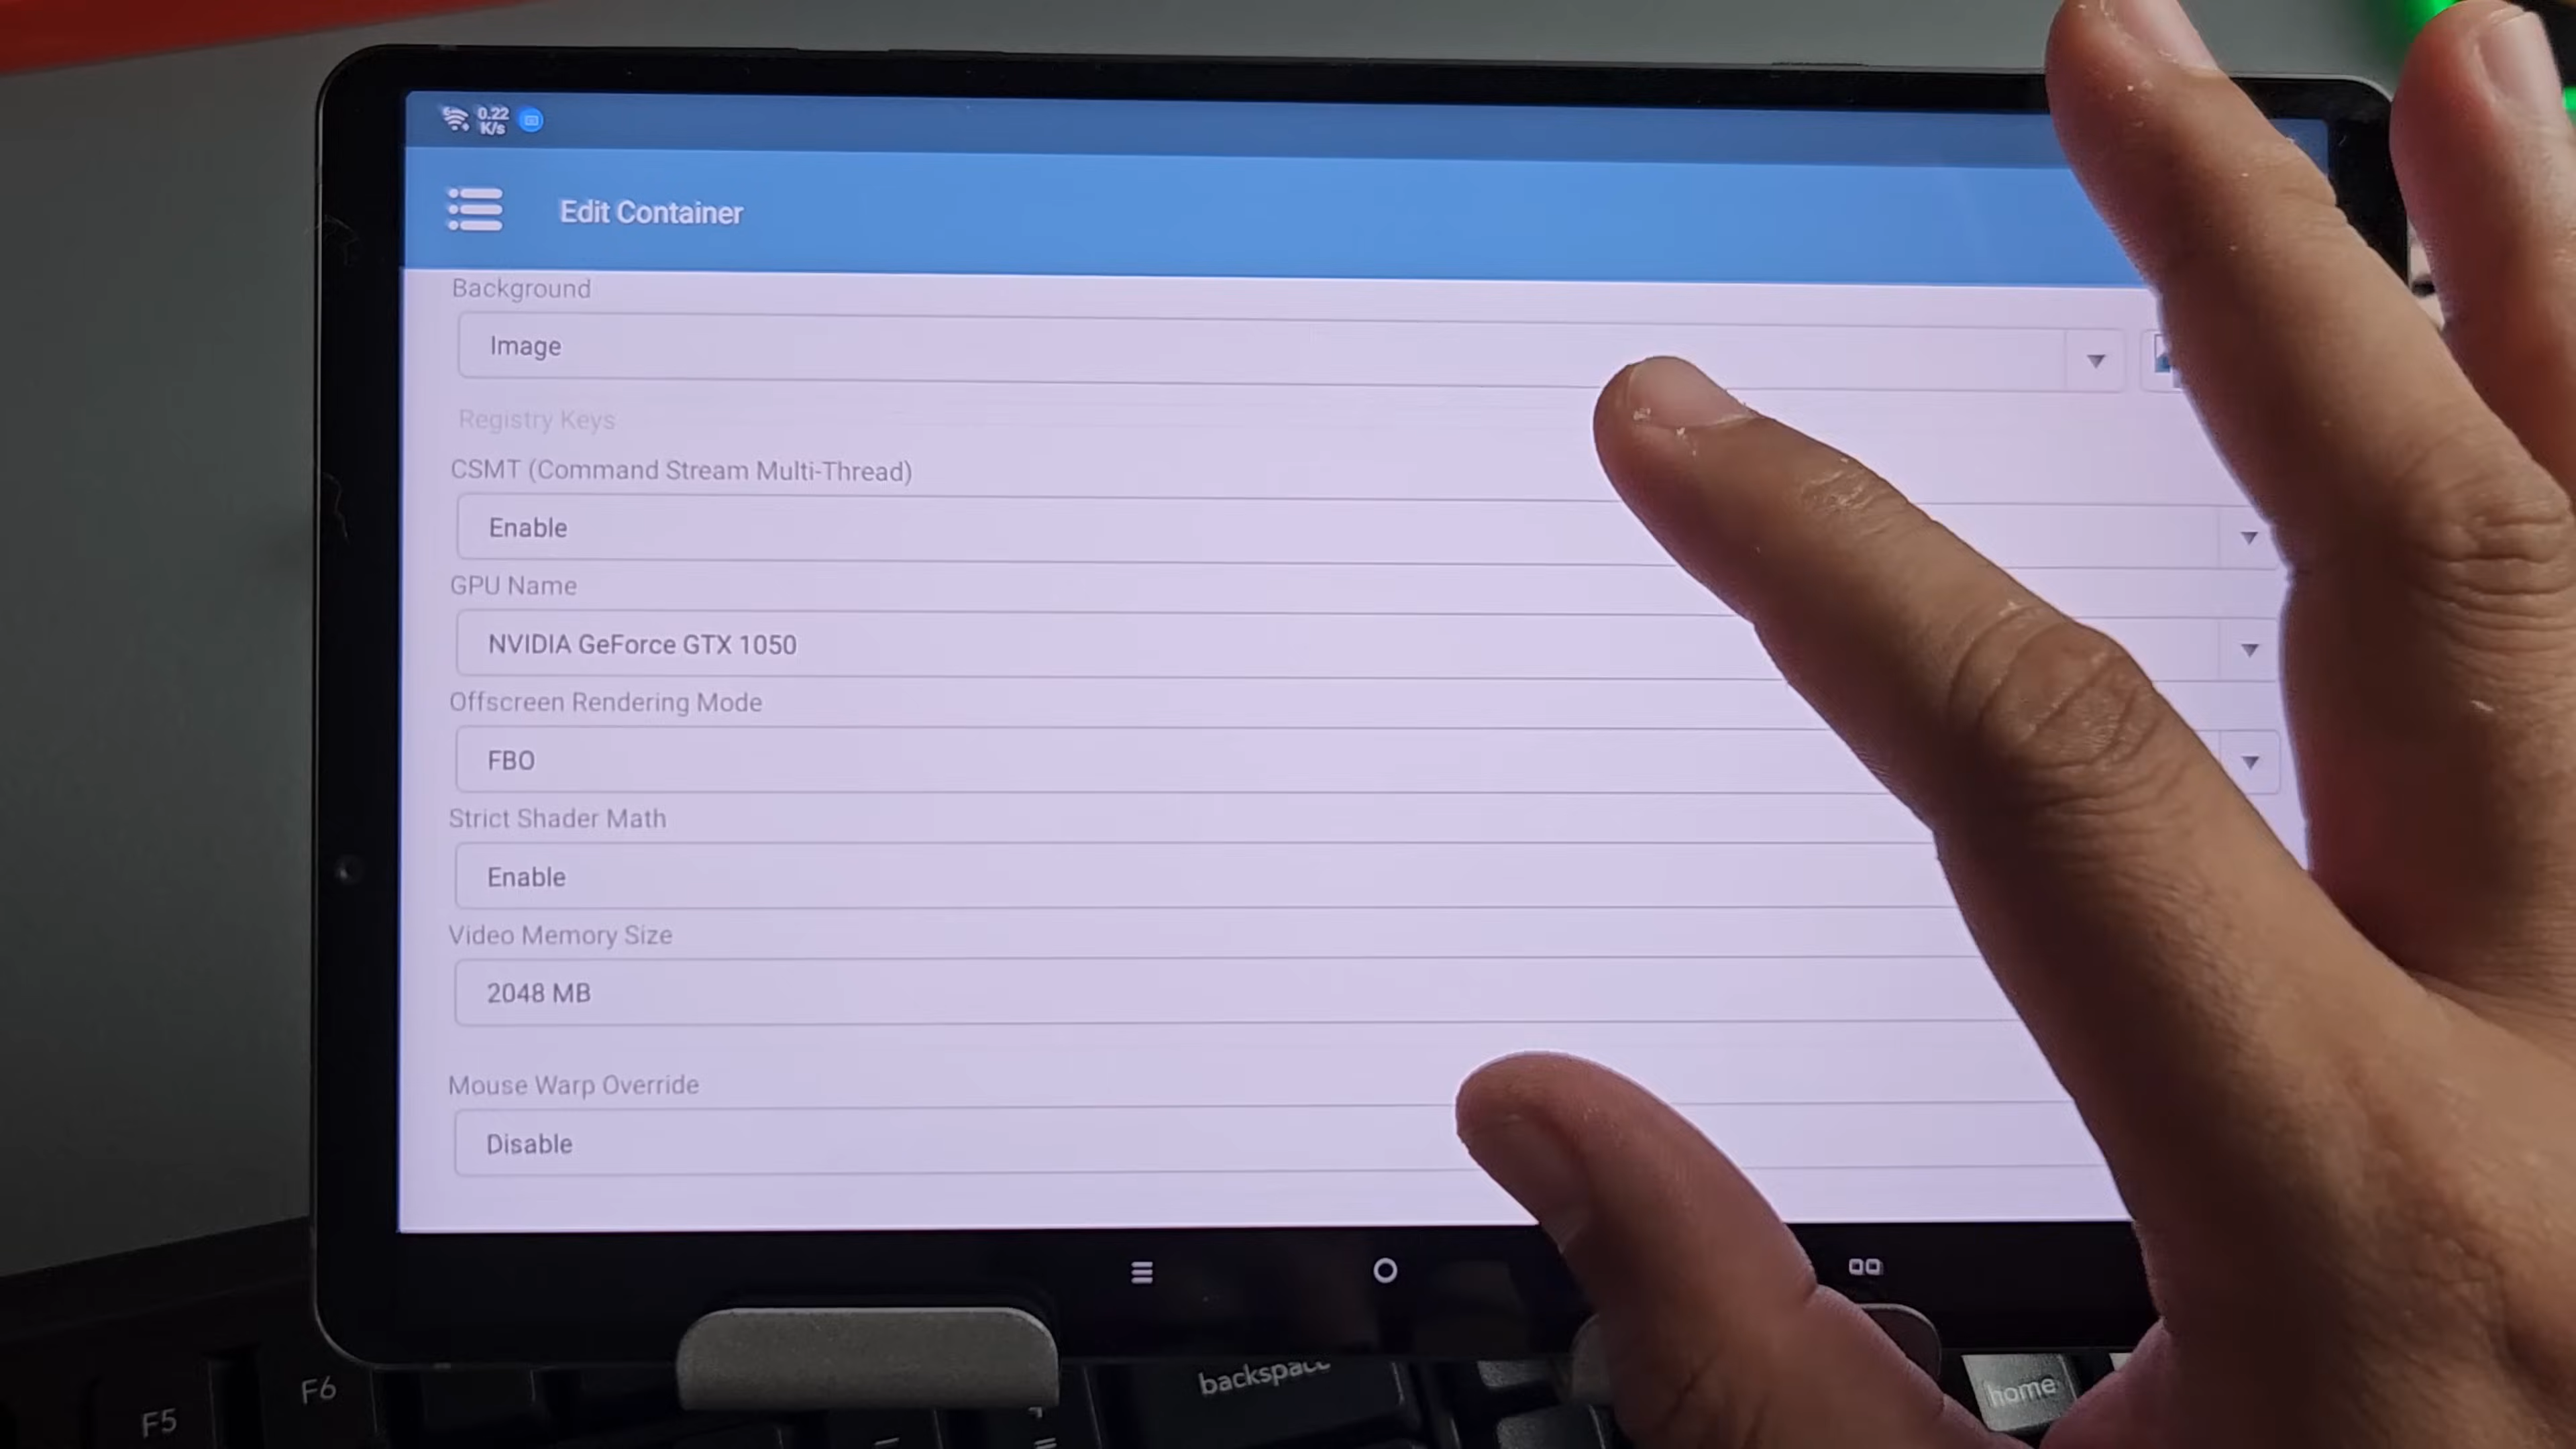 0.22
K/s
Edit Container
Background
Image
Registry Keys
CSMT (Command Stream Multi-Thread)
Enable
GPU Name
NVIDIA GeForce GTX 1050
Offscreen Rendering Mode
FBO
Strict Shader Math
Enable
Video Memory Size
2048 MB
Mouse Warp Override
Disable
F5
F6
backspace
home